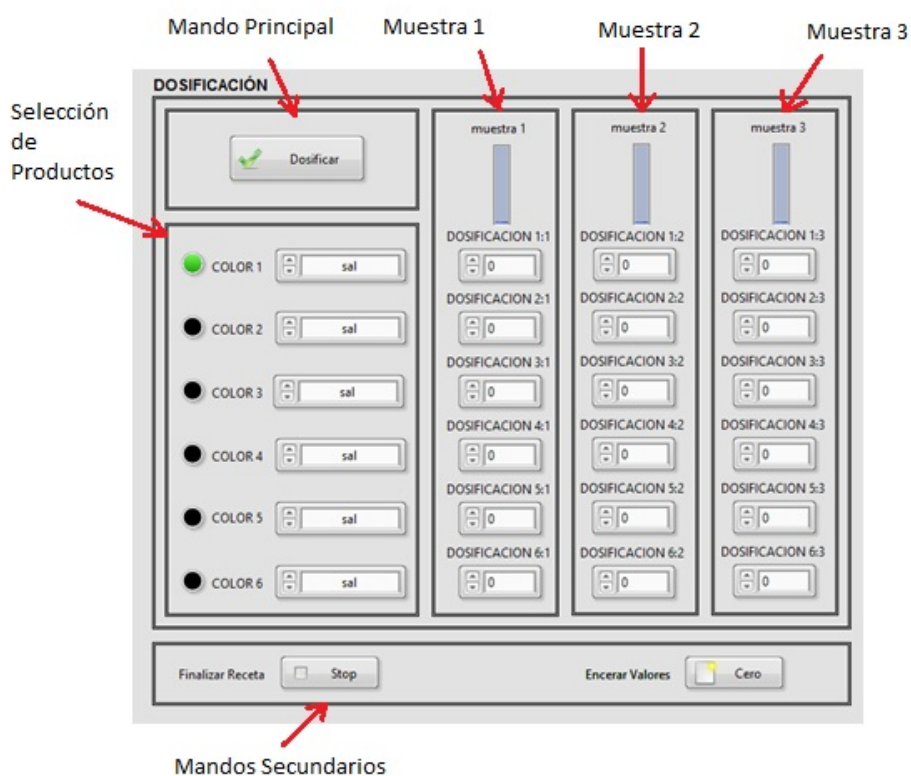 Mando Principal
Muestra 1
Muestra 2
Muestra 3
Selección
de
Productos
DOSIFICACIÓN
Dosificar
muestra 1
muestra 2
muestra 3
COLOR 1 sal
COLOR 2 sal
COLOR 3 sal
COLOR 4 sal
COLOR 5 sal
COLOR 6 sal
DOSIFICACION 1:1
0
DOSIFICACION 2:1
0
DOSIFICACION 3:1
0
DOSIFICACION 4:1
0
DOSIFICACION 5:1
0
DOSIFICACION 6:1
0
DOSIFICACION 1:2
0
DOSIFICACION 2:2
0
DOSIFICACION 3:2
0
DOSIFICACION 4:2
0
DOSIFICACION 5:2
0
DOSIFICACION 6:2
0
DOSIFICACION 1:3
0
DOSIFICACION 2:3
0
DOSIFICACION 3:3
0
DOSIFICACION 4:3
0
DOSIFICACION 5:3
0
DOSIFICACION 6:3
0
Finalizar Receta Stop
Encerar Valores Cero
Mandos Secundarios